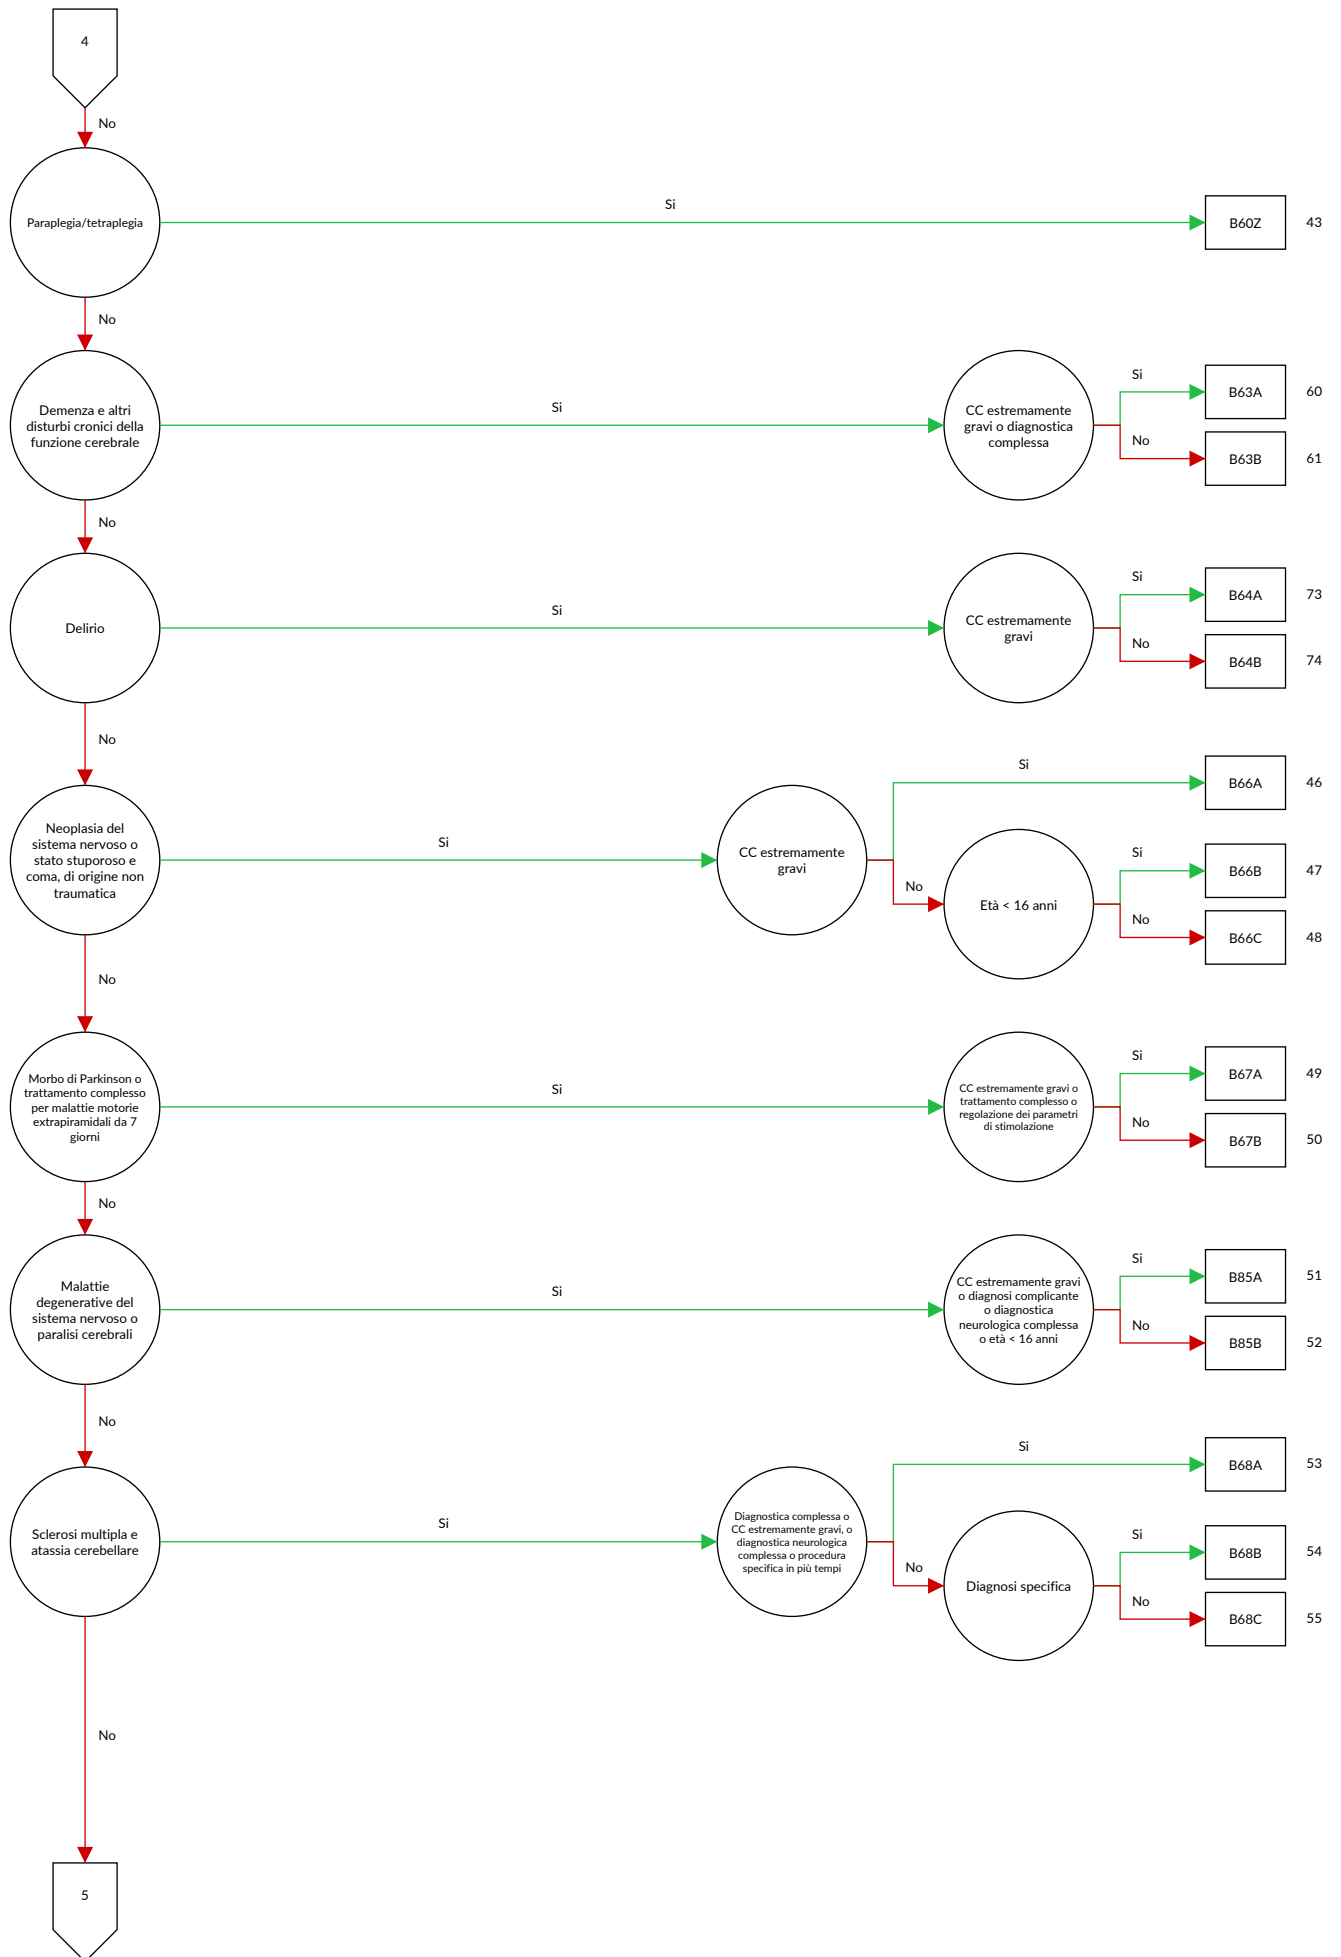 4
No
Paraplegia/tetraplegia
Si
B60Z
43
No
Demenza e altri
disturbi cronici della
funzione cerebrale
Si
CC estremamente
gravi o diagnostica
complessa
Si
B63A
60
No
B63B
61
No
Delirio
Si
CC estremamente
gravi
Si
B64A
73
No
B64B
74
No
Neoplasia del
sistema nervoso o
stato stuporoso e
coma, di origine non
traumatica
Si
CC estremamente
gravi
Si
B66A
46
No
Età < 16 anni
Si
B66B
47
No
B66C
48
No
Morbo di Parkinson o
trattamento complesso
per malattie motorie
extrapiramidali da 7
giorni
Si
CC estremamente gravi o
trattamento complesso o
regolazione dei parametri
di stimolazione
Si
B67A
49
No
B67B
50
No
Malattie
degenerative del
sistema nervoso o
paralisi cerebrali
Si
CC estremamente gravi
o diagnosi complicante
o diagnostica
neurologica complessa
o età < 16 anni
Si
B85A
51
No
B85B
52
No
Sclerosi multipla e
atassia cerebellare
Si
Diagnostica complessa o
CC estremamente gravi, o
diagnostica neurologica
complessa o procedura
specifica in più tempi
Si
B68A
53
No
Diagnosi specifica
Si
B68B
54
No
B68C
55
No
5